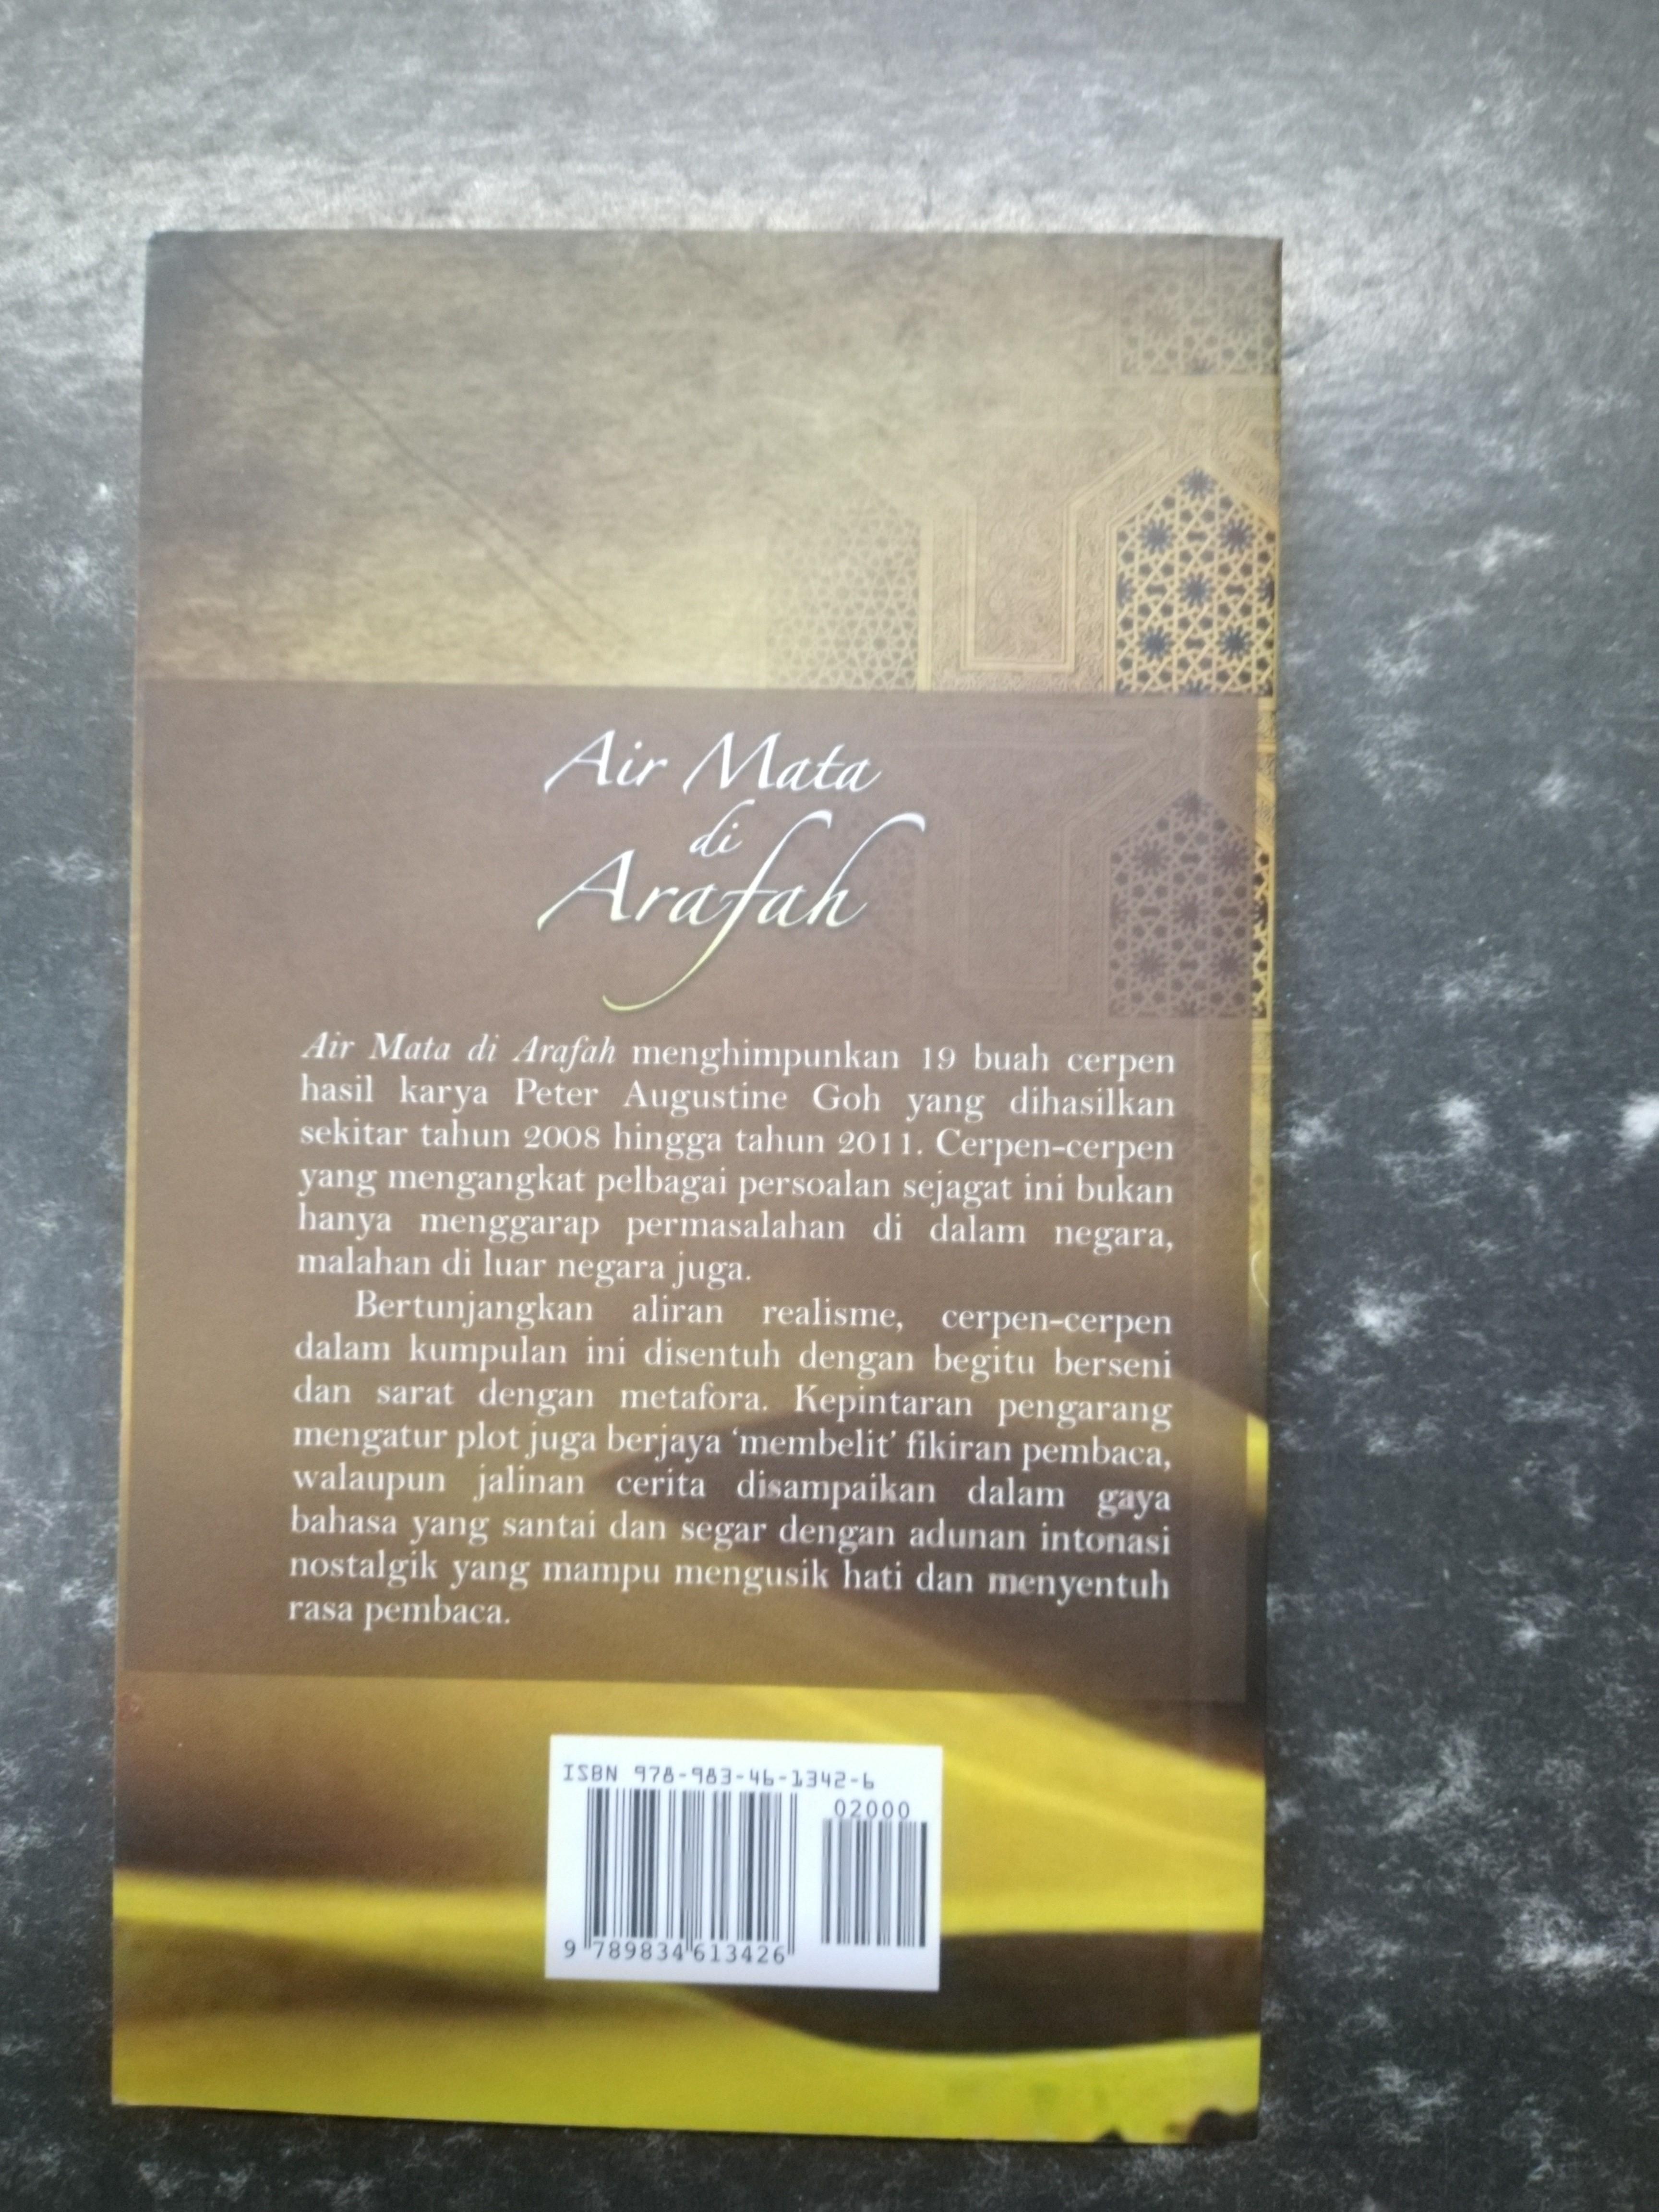 Air Mata
di
Arafah
Air Mata di Arafah menghimpunkan 19 buah cerpen
hasil karya Peter Augustine Goh yang dihasilkan
sekitar tahun 2008 hingga tahun 2011. Cerpen-cerpen
yang mengangkat pelbagai persoalan sejagat ini bukan
hanya menggarap permasalahan di dalam negara,
malahan di luar negara juga.
Bertunjangkan aliran realisme, cerpen-cerpen
dalam kumpulan ini disentuh dengan begitu berseni
dan sarat dengan metafora. Kepintaran pengarang
mengatur plot juga berjaya ‘membelit’ fikiran pembaca,
walaupun jalinan cerita disampaikan dalam gaya
bahasa yang santai dan segar dengan adunan intonasi
nostalgik yang mampu mengusik hati dan menyentuh
rasa pembaca.
ISBN 978-983-46-1342-6
02000
9 789834 613426